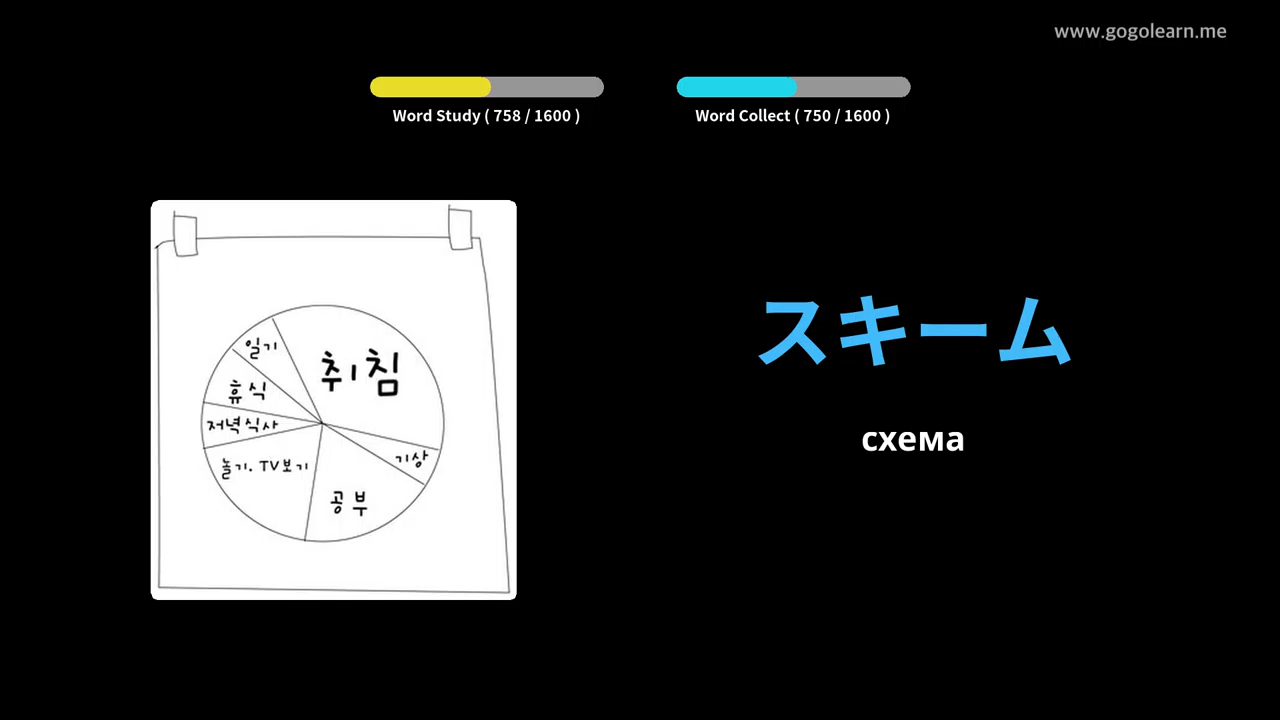 www.gogolearn.me
Word Study ( 758 / 1600 )
Word Collect ( 750 / 1600 )
일기
취침
휴식
저녁식사
놀기. TV보기
기상
공부
スキーム
схема